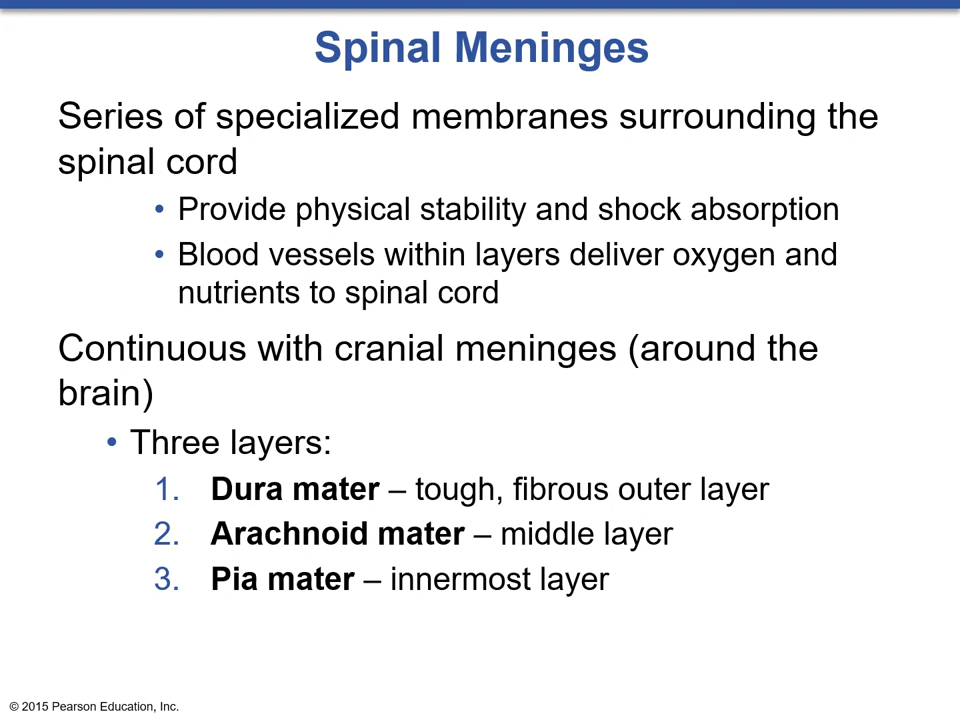 Spinal Meninges
Series of specialized membranes surrounding the
spinal cord
• Provide physical stability and shock absorption
• Blood vessels within layers deliver oxygen and
nutrients to spinal cord
Continuous with cranial meninges (around the
brain)
• Three layers:
1. Dura mater – tough, fibrous outer layer
2. Arachnoid mater – middle layer
3. Pia mater – innermost layer
© 2015 Pearson Education, Inc.